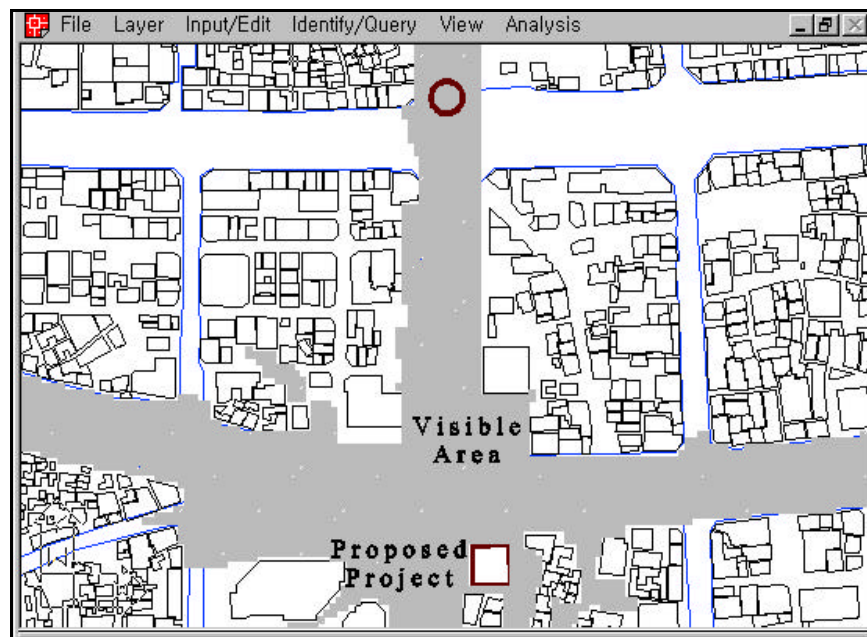 File Layer Input/Edit Identify/Query View Analysis
Visible
Area
Proposed
Project